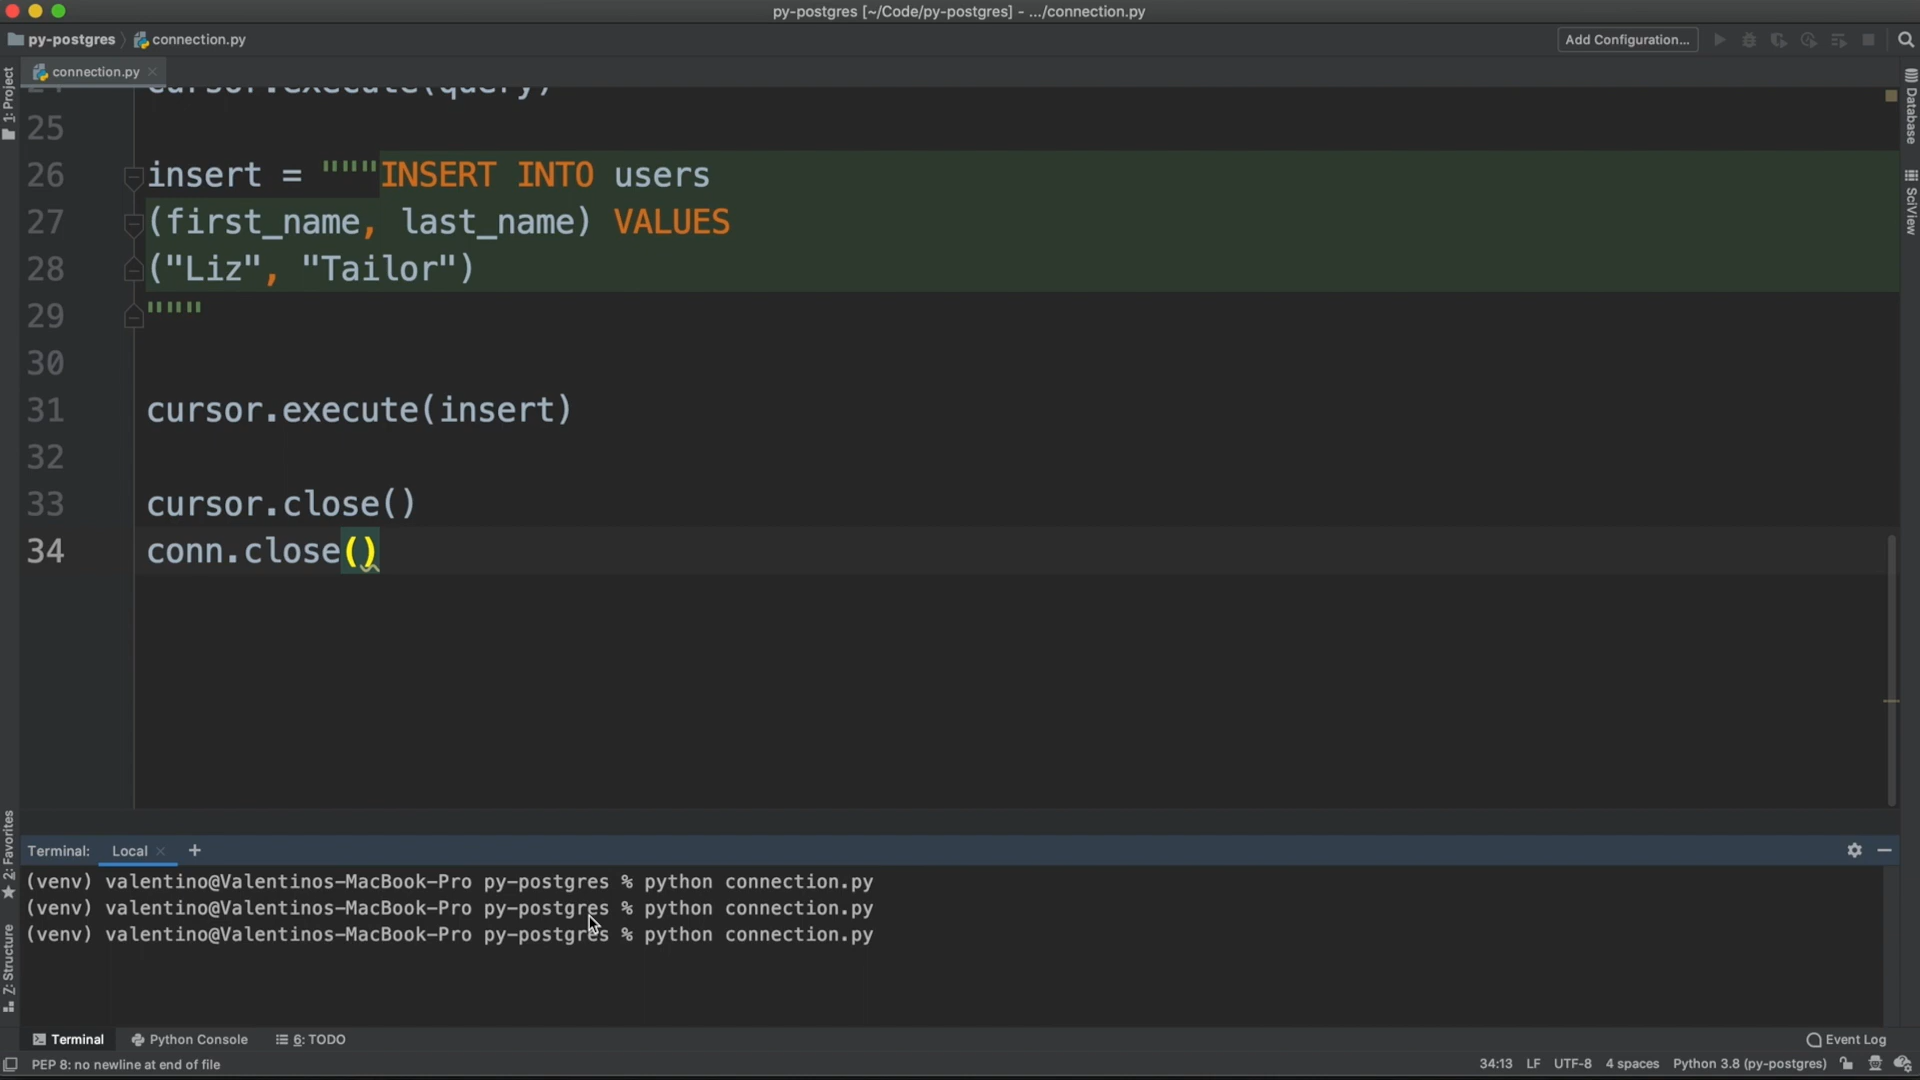 py-postgres [~/Code/py-postgres] - .../connection.py
py-postgres
connection.py
Add Configuration...
connection.py
1: Project
24
cursor.execute(query)
25
26 insert = """INSERT INTO users
27 (first_name, last_name) VALUES
28 ("Liz", "Tailor")
29 """
30
31 cursor.execute(insert)
32
33 cursor.close()
34 conn.close()
Database
SciView
2: Favorites
Z: Structure
Terminal: Local +
(venv) valentino@Valentinos-MacBook-Pro py-postgres % python connection.py
(venv) valentino@Valentinos-MacBook-Pro py-postgres % python connection.py
(venv) valentino@Valentinos-MacBook-Pro py-postgres % python connection.py
Terminal Python Console 6: TODO Event Log
PEP 8: no newline at end of file 34:13 LF UTF-8 4 spaces Python 3.8 (py-postgres)